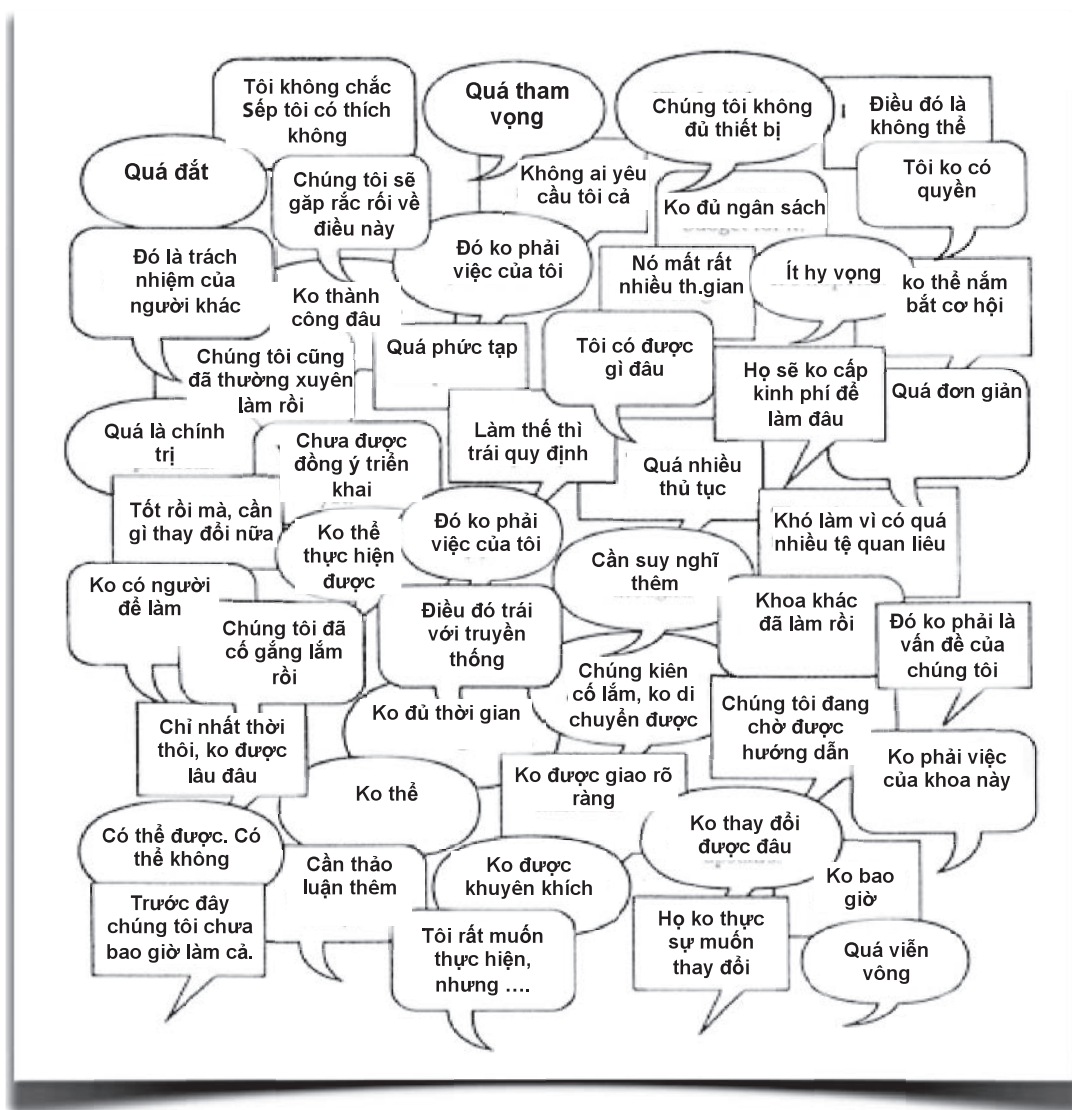 Tôi không chắc
Sếp tôi có thích
không
Quá tham
vọng
Chúng tôi không
đủ thiết bị
Điều đó là
không thể
Quá đắt
Chúng tôi sẽ
găp rắc rối về
điều này
Không ai yêu
cầu tôi cả
Ko đủ ngân sách
Tôi ko có
quyền
Đó là trách
nhiệm của
người khác
Ko thành
công đâu
Đó ko phải
việc của tôi
Nó mất rất
nhiều th.gian
Ít hy vọng
ko thể nắm
bắt cơ hội
Chúng tôi cũng
đã thường xuyên
làm rồi
Quá phức tạp
Tôi có được
gì đâu
Họ sẽ ko cấp
kinh phí để
làm đâu
Quá đơn giản
Quá là chính
trị
Chưa được
đồng ý triển
khai
Làm thế thì
trái quy định
Quá nhiều
thủ tục
Tốt rồi mà, cần
gì thay đổi nữa
Ko thể
thực hiện
được
Đó ko phải
việc của tôi
Cần suy nghĩ
thêm
Khó làm vì có quá
nhiều tệ quan liêu
Ko có người
để làm
Chúng tôi đã
cố gắng lắm
rồi
Điều đó trái
với truyền
thống
Khoa khác
đã làm rồi
Đó ko phải là
vấn đề của
chúng tôi
Chỉ nhất thời
thôi, ko được
lâu đâu
Ko đủ thời gian
Chúng kiên
cố lắm, ko di
chuyển được
Chúng tôi đang
chờ được
hướng dẫn
Ko phải việc
của khoa này
Ko thể
Ko được giao rõ
ràng
Có thể được. Có
thể không
Cần thảo
luận thêm
Ko được
khuyên khích
Ko thay đổi
được đâu
Ko bao
giờ
Trước đây
chúng tôi chưa
bao giờ làm cả.
Tôi rất muốn
thực hiện,
nhưng ….
Họ ko thực
sự muốn
thay đổi
Quá viễn
vông